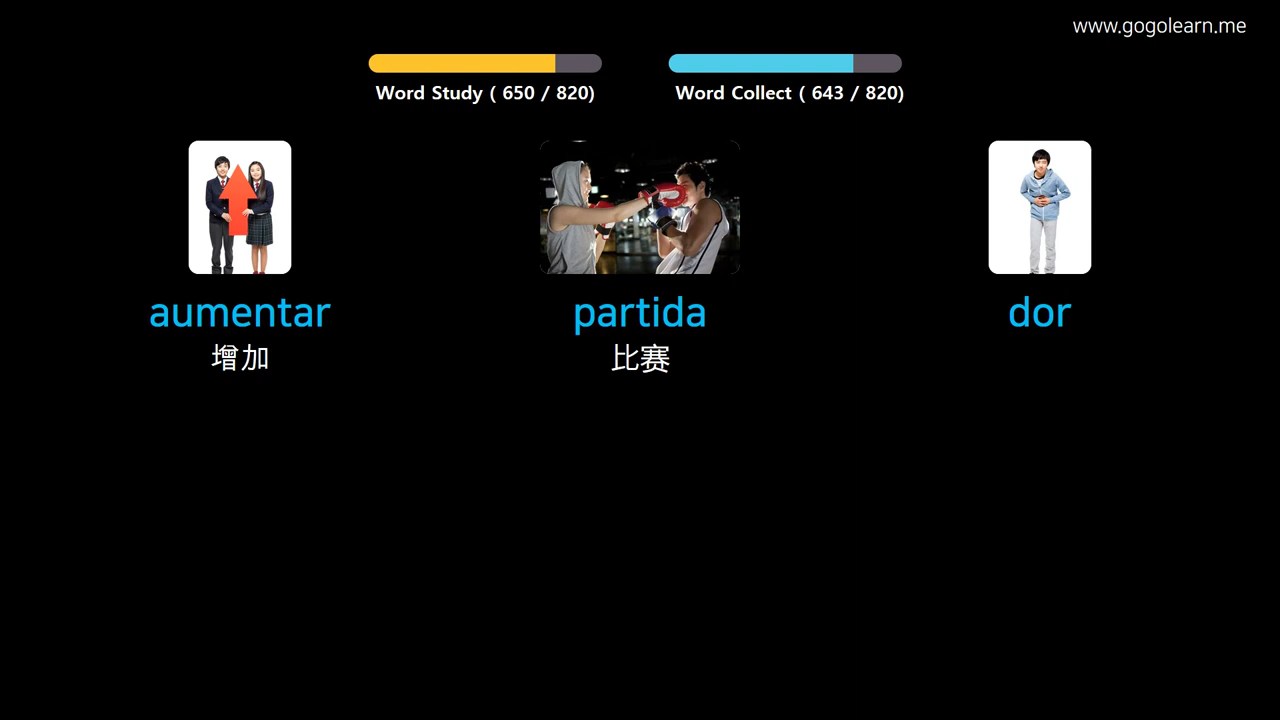 www.gogolearn.me
Word Study ( 650 / 820)
Word Collect ( 643 / 820)
aumentar
增加
partida
比赛
dor